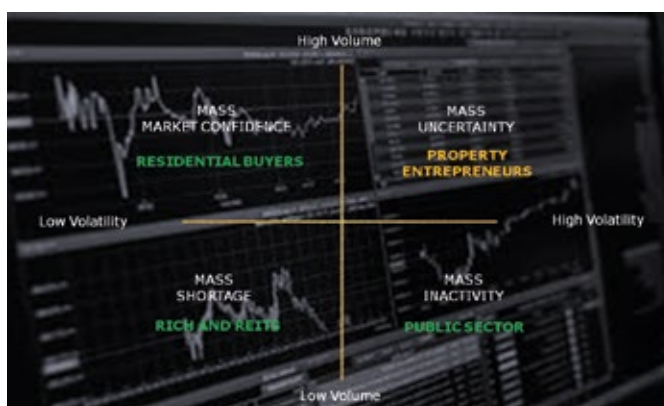 High Volume
MASS
MARKET CONFIDENCE
RESIDENTIAL BUYERS
MASS
UNCERTAINTY
PROPERTY
ENTREPRENEURS
Low Volatility
High Volatility
MASS
SHORTAGE
RICH AND REITS
MASS
INACTIVITY
PUBLIC SECTOR
Low Volume